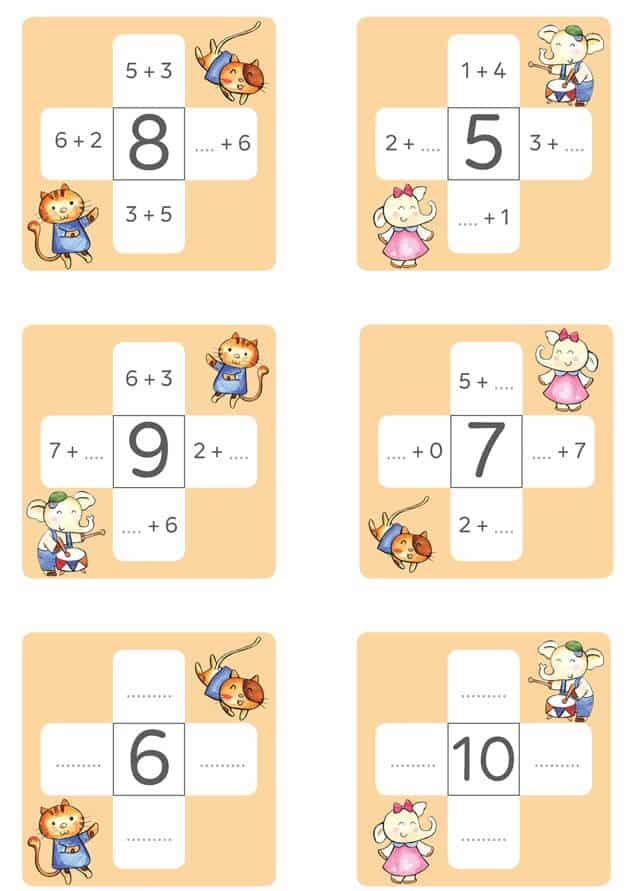 5 + 3
6 + 2 8 .... + 6
3 + 5
1 + 4
2 + .... 5 3 + ....
.... + 1
6 + 3
7 + .... 9 2 + ....
.... + 6
5 + ....
.... + 0 7 .... + 7
2 + ....
.........
......... 6 .........
.........
.........
......... 10 .........
.........